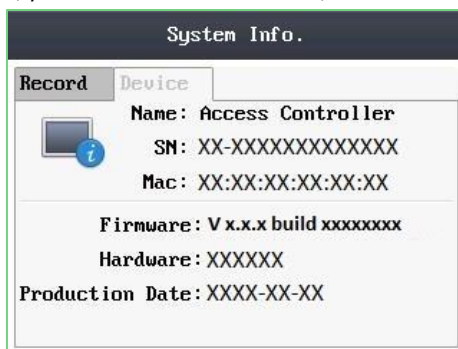 System Info.
Record Device
Name: Access Controller
SN: XX-XXXXXXXXXXXXX
Mac: XX:XX:XX:XX:XX:XX
Firmware: V x.x.x build xxxxxxxx
Hardware: XXXXXX
Production Date: XXXX-XX-XX